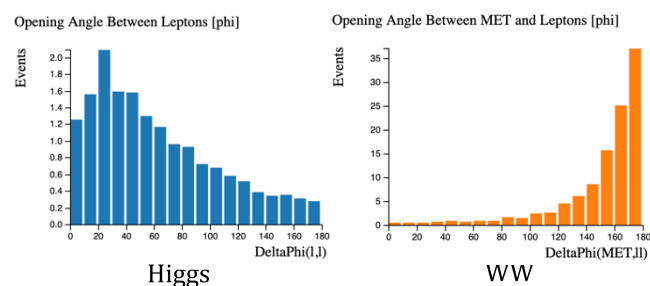 Opening Angle Between Leptons [phi]
Events
2.0
1.8
1.6
1.4
1.2
1.0
0.8
0.6
0.4
0.2
0.0
0 20 40 60 80 100 120 140 160 180
DeltaPhi(l,l)
Higgs
Opening Angle Between MET and Leptons [phi]
Events
35
30
25
20
15
10
5
0
0 20 40 60 80 100 120 140 160 180
DeltaPhi(MET,ll)
WW